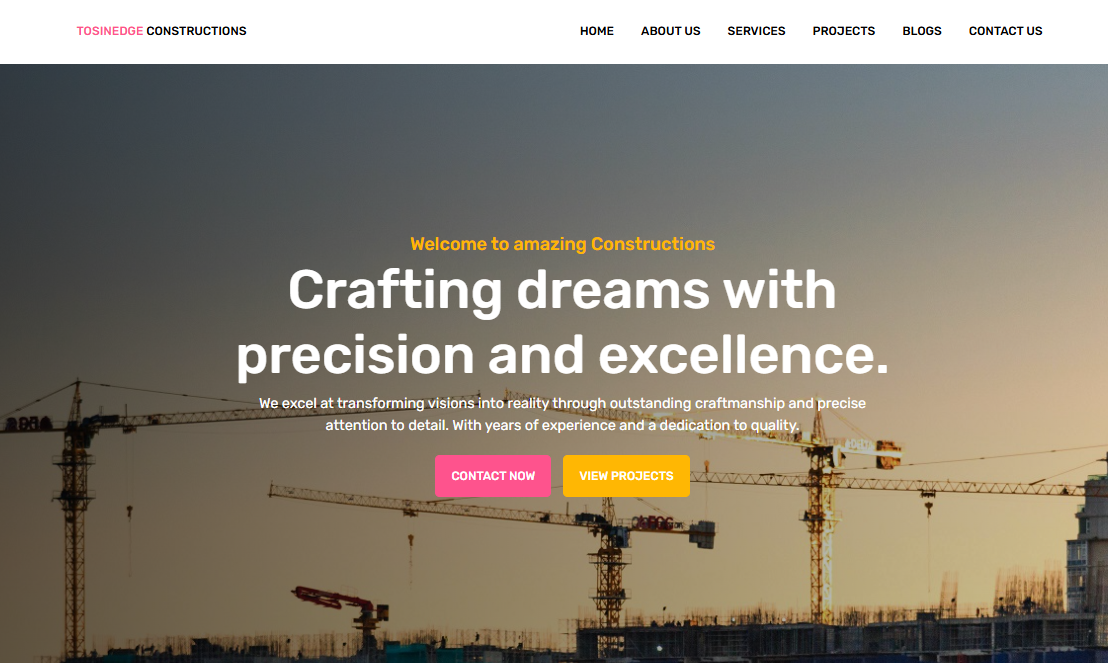 TOSINEDGE CONSTRUCTIONS
HOME ABOUT US SERVICES PROJECTS BLOGS CONTACT US
Welcome to amazing Constructions
Crafting dreams with
precision and excellence.
We excel at transforming visions into reality through outstanding craftmanship and precise
attention to detail. With years of experience and a dedication to quality.
CONTACT NOW VIEW PROJECTS